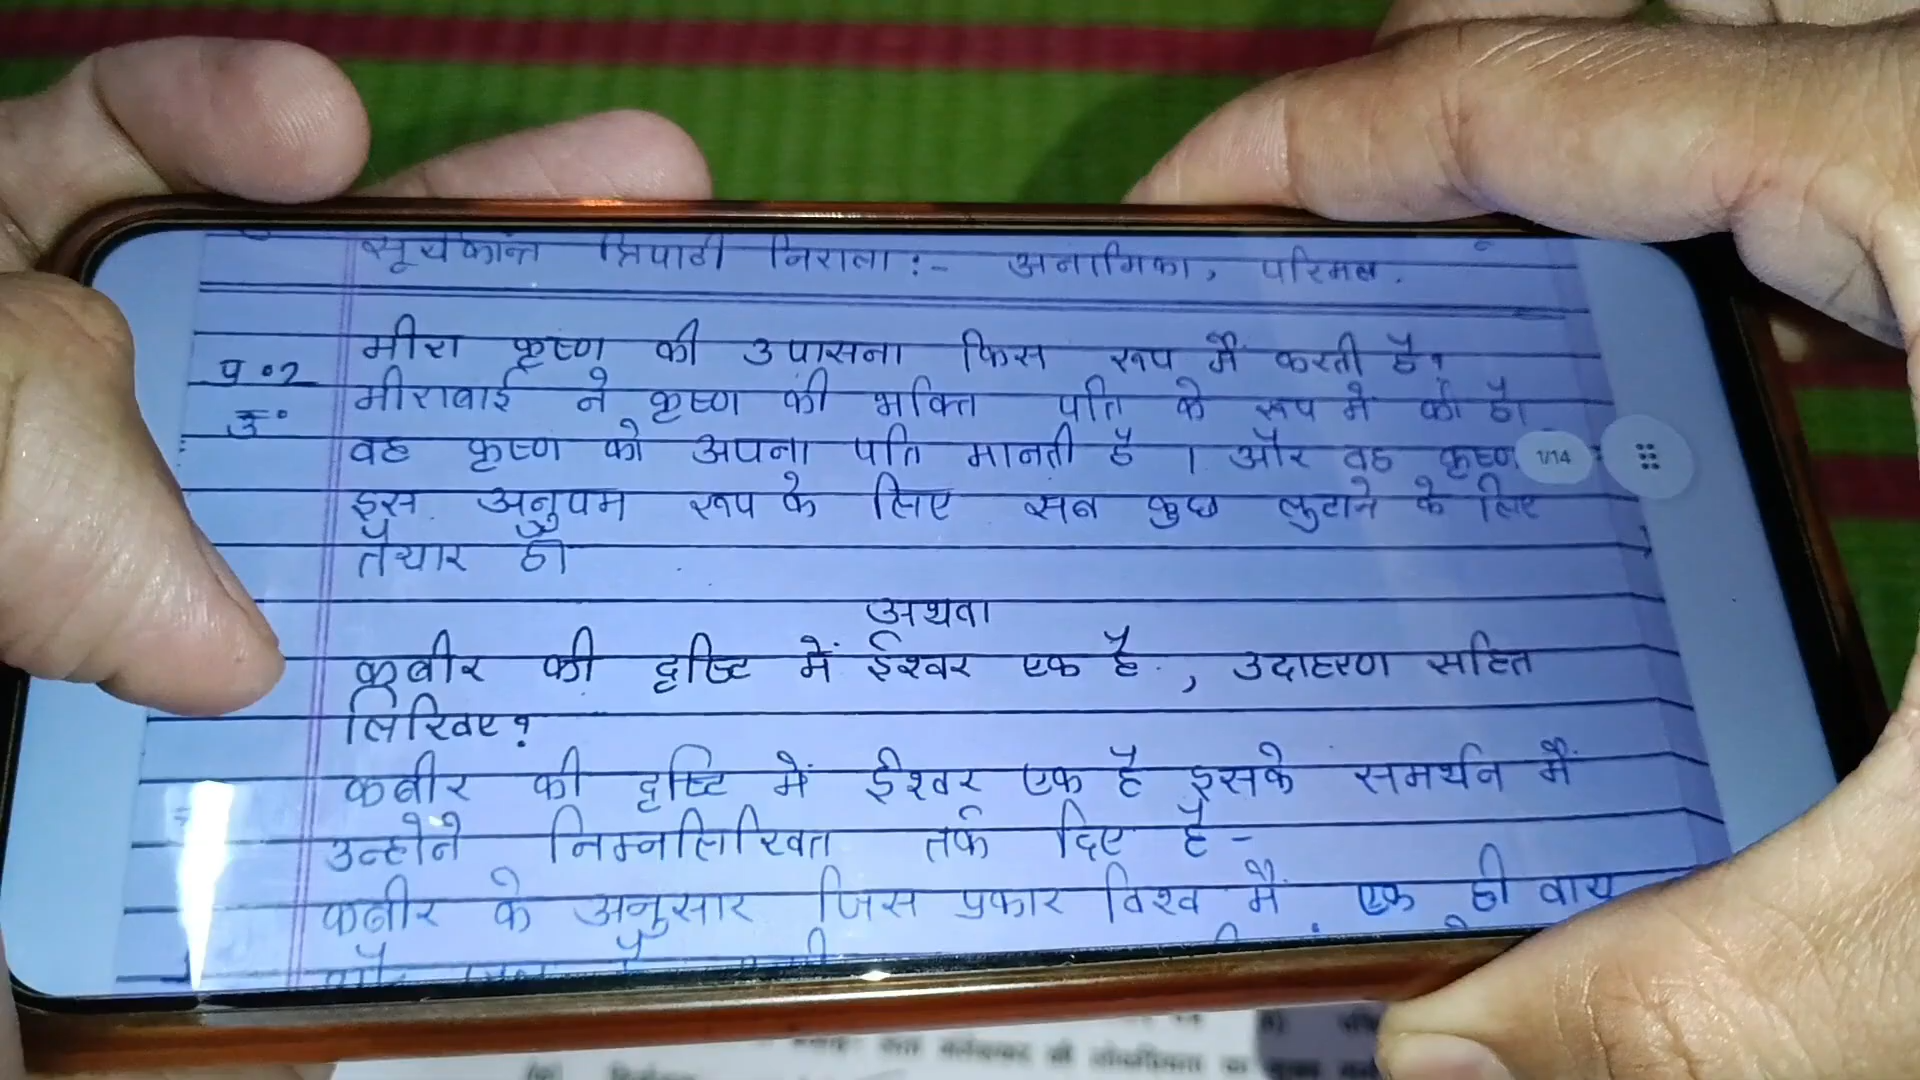 सूर्यकान्त त्रिपाठी निराला :- अनामिका, परिमल.
प्र०2 मीरा कृष्ण की उपासना किस रूप में करती है?
उ० मीराबाई ने कृष्ण की भक्ति पति के रूप में की है।
वह कृष्ण को अपना पति मानती है । और वह कृष्ण
1/14
इस अनुपम रूप के लिए सब कुछ लुटाने के लिए
तैयार है।
अथवा
कबीर की दृष्टि में ईश्वर एक है , उदाहरण सहित
लिखिए?
कबीर की दृष्टि में ईश्वर एक है इसके समर्थन में
उन्होने निम्नलिखित तर्क दिए है -
कबीर के अनुसार जिस प्रकार विश्व में एक ही वायु